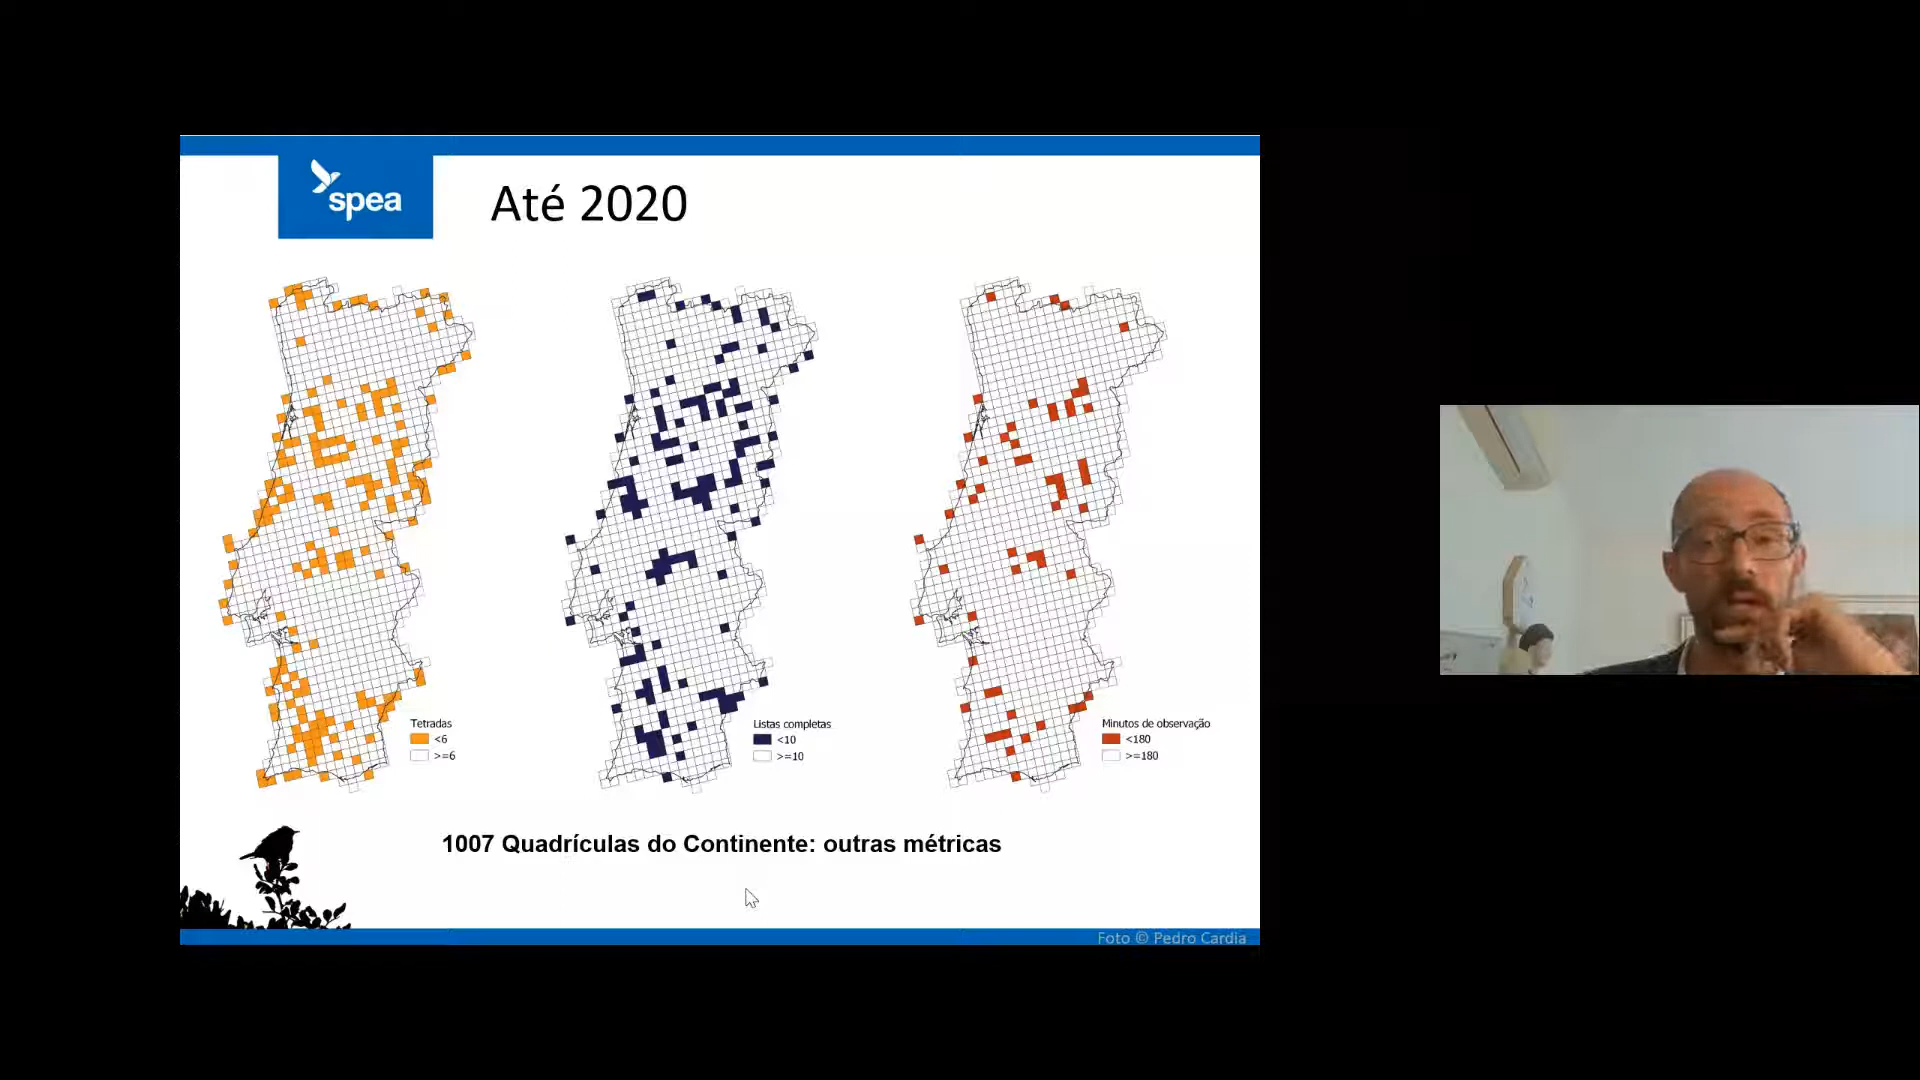 spea
Até 2020
Tetradas
<6
>=6
Listas completas
<10
>=10
Minutos de observação
<180
>=180
1007 Quadrículas do Continente: outras métricas
Foto © Pedro Cardia